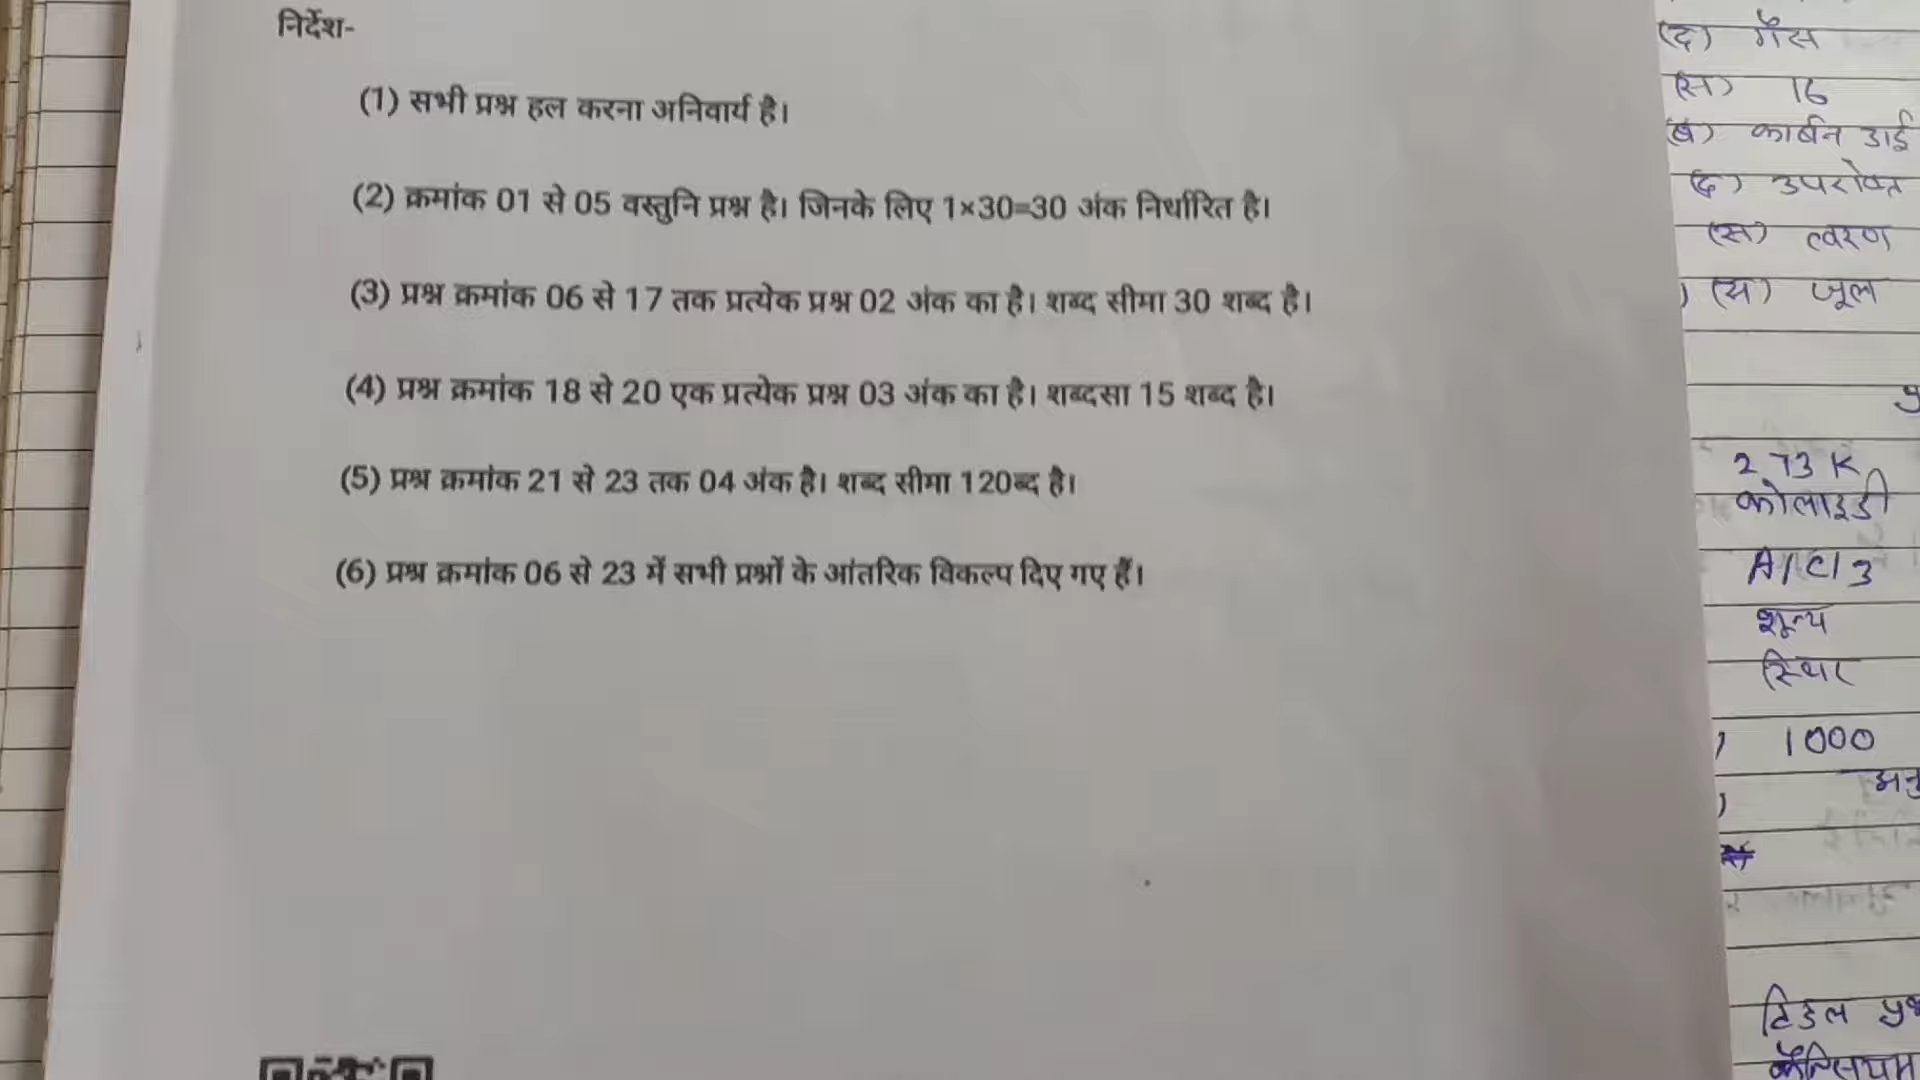 निर्देश-
(1) सभी प्रश्न हल करना अनिवार्य है।
(2) क्रमांक 01 से 05 वस्तुनि प्रश्न है। जिनके लिए 1×30=30 अंक निर्धारित है।
(3) प्रश्न क्रमांक 06 से 17 तक प्रत्येक प्रश्न 02 अंक का है। शब्द सीमा 30 शब्द है।
(4) प्रश्न क्रमांक 18 से 20 एक प्रत्येक प्रश्न 03 अंक का है। शब्दसा 15 शब्द है।
(5) प्रश्न क्रमांक 21 से 23 तक 04 अंक है। शब्द सीमा 120ब्द है।
(6) प्रश्न क्रमांक 06 से 23 में सभी प्रश्नों के आंतरिक विकल्प दिए गए हैं।
(द) गैस
(स) 16
(ब) कार्बन डाई
(द) उपरोक्त
(स) त्वरण
(य) जूल
273 K
कोलाइडी
AlCl3
शून्य
स्थिर
1000
टिंडल